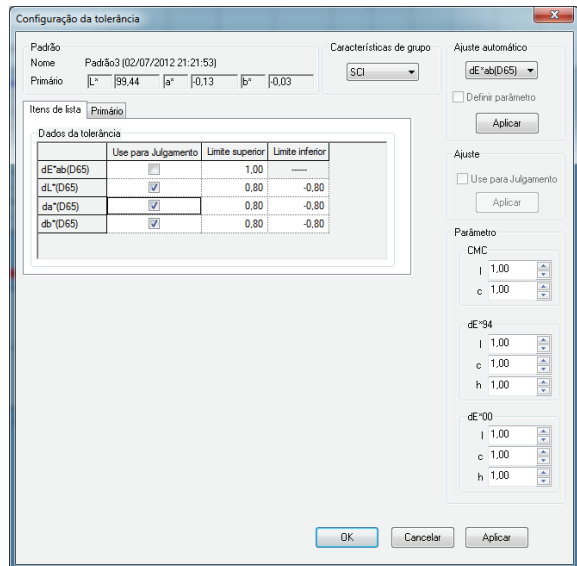 Configuração da tolerância
Padrão
Nome Padrão3 (02/07/2012 21:21:53)
Primário L* 99,44 a* -0,13 b* -0,03
Características de grupo
SCI
Ajuste automático
dE*ab(D65)
Definir parâmetro
Aplicar
Itens de lista Primário
Dados da tolerância
Use para Julgamento Limite superior Limite inferior
dE*ab(D65) 1,00 -----
dL*(D65) 0,80 -0,80
da*(D65) 0,80 -0,80
db*(D65) 0,80 -0,80
Ajuste
Use para Julgamento
Aplicar
Parâmetro
CMC
l 1,00
c 1,00
dE*94
l 1,00
c 1,00
h 1,00
dE*00
l 1,00
c 1,00
h 1,00
OK Cancelar Aplicar